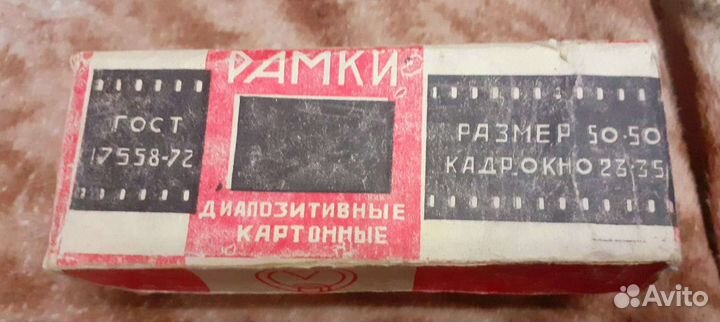 РАМКИ
ГОСТ
17558-72
РАЗМЕР 50-50
КАДР.ОКНО 23-35
ДИАПОЗИТИВНЫЕ
КАРТОННЫЕ
Avito